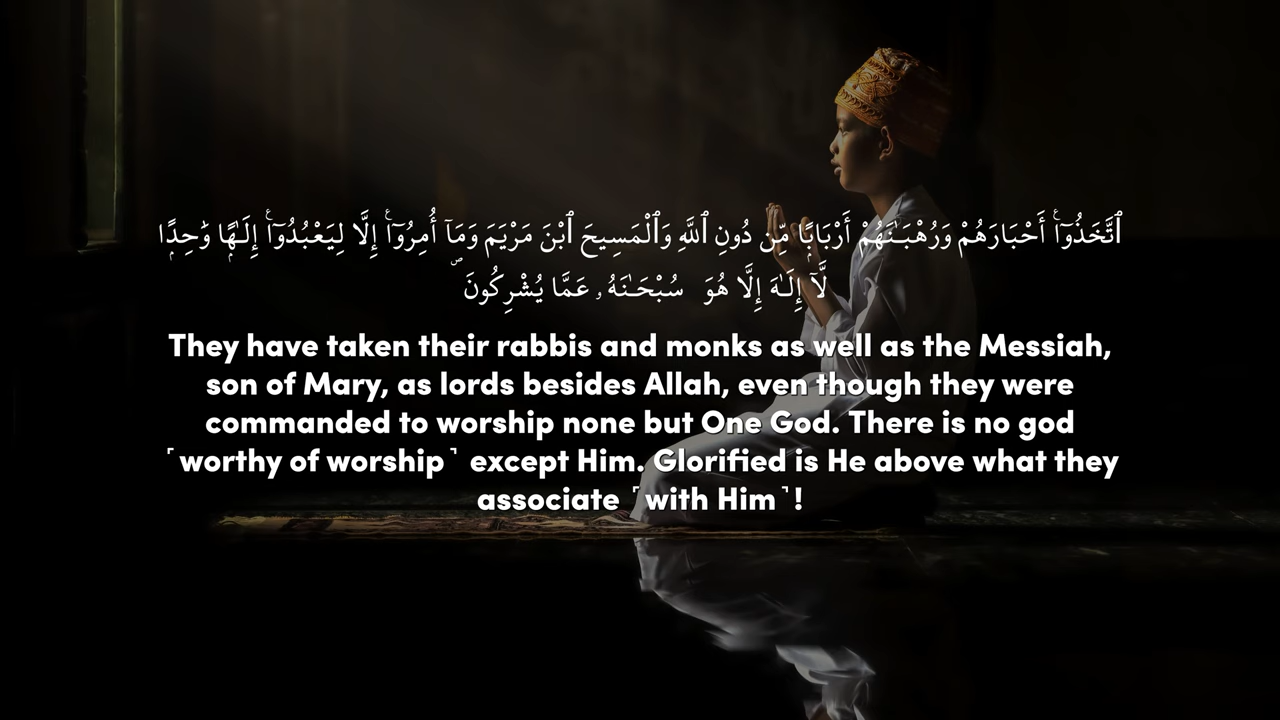 ٱتَّخَذُوٓا۟ أَحْبَارَهُمْ وَرُهْبَـٰنَهُمْ أَرْبَابًۭا مِّن دُونِ ٱللَّهِ وَٱلْمَسِيحَ ٱبْنَ مَرْيَمَ وَمَآ أُمِرُوٓا۟ إِلَّا لِيَعْبُدُوٓا۟ إِلَـٰهًۭا وَٰحِدًۭا
لَّآ إِلَـٰهَ إِلَّا هُوَ ۚ سُبْحَـٰنَهُۥ عَمَّا يُشْرِكُونَ
They have taken their rabbis and monks as well as the Messiah,
son of Mary, as lords besides Allah, even though they were
commanded to worship none but One God. There is no god
˹worthy of worship˺ except Him. Glorified is He above what they
associate ˹with Him˺!